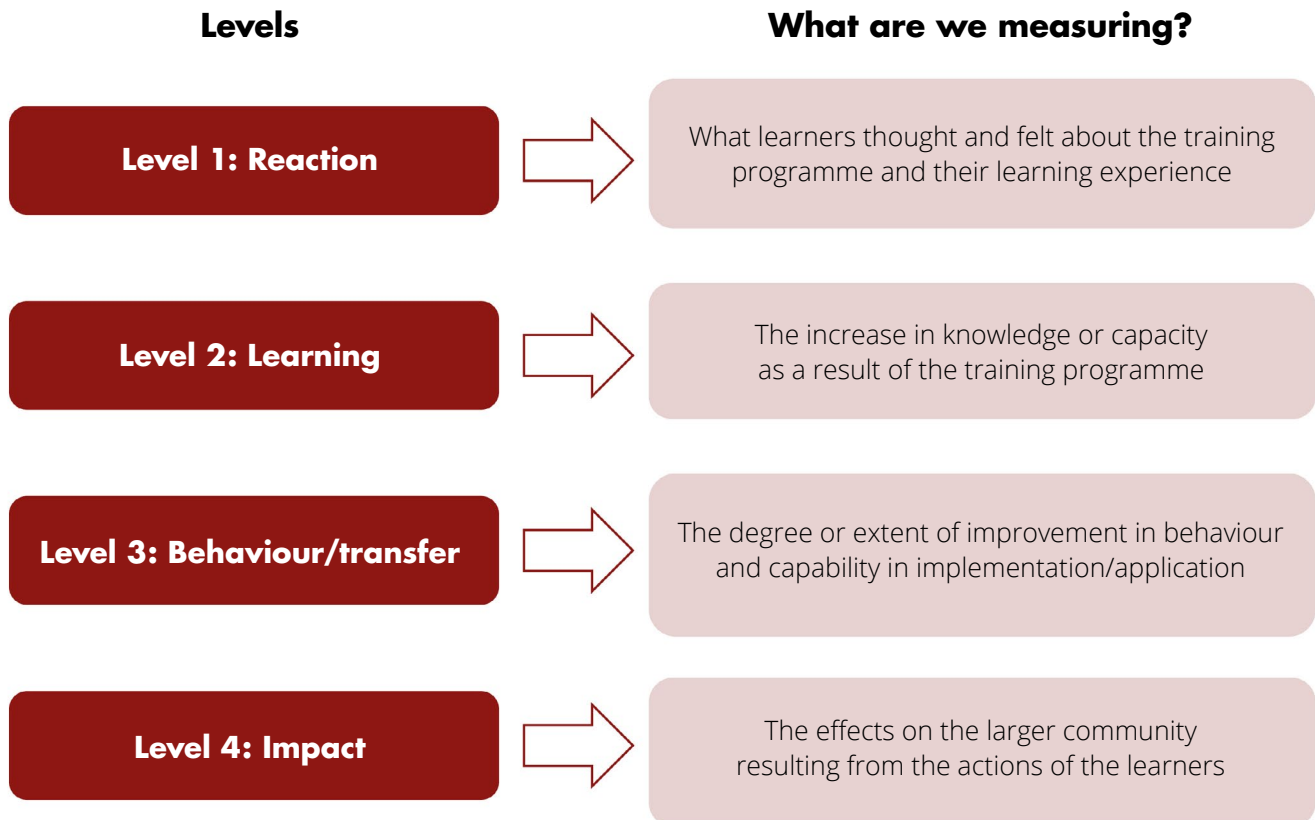 Levels
What are we measuring?
Level 1: Reaction
What learners thought and felt about the training
programme and their learning experience
Level 2: Learning
The increase in knowledge or capacity
as a result of the training programme
Level 3: Behaviour/transfer
The degree or extent of improvement in behaviour
and capability in implementation/application
Level 4: Impact
The effects on the larger community
resulting from the actions of the learners